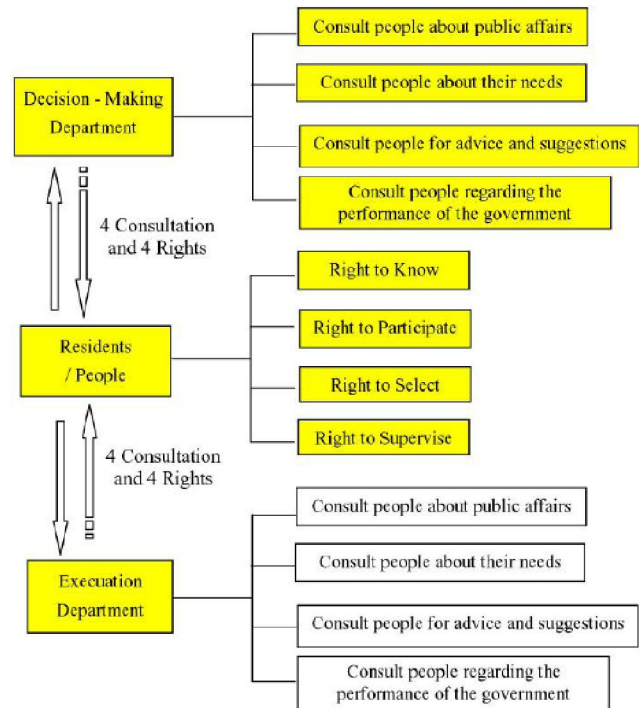 Consult people about public affairs
Decision - Making
Department
Consult people about their needs
Consult people for advice and suggestions
Consult people regarding the
performance of the government
4 Consultation
and 4 Rights
Right to Know
Right to Participate
Residents
/ People
Right to Select
Right to Supervise
4 Consultation
and 4 Rights
Consult people about public affairs
Consult people about their needs
Execuation
Department
Consult people for advice and suggestions
Consult people regarding the
performance of the government